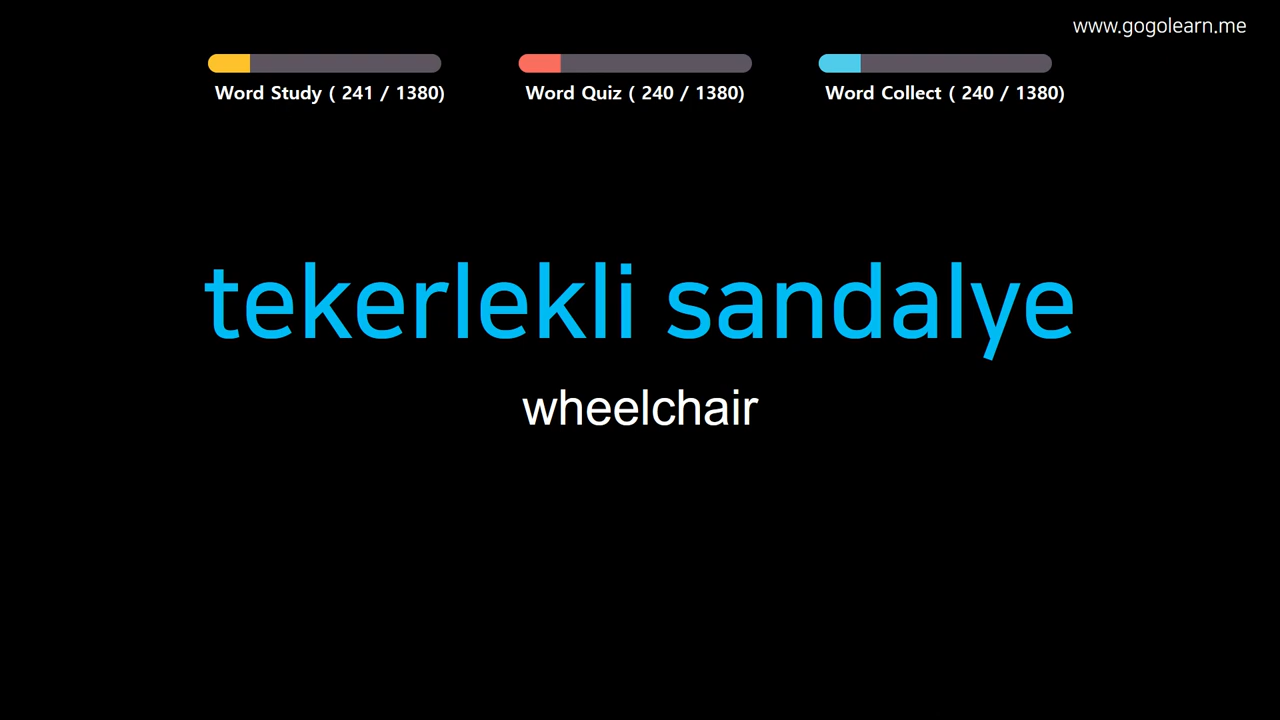 www.gogolearn.me
Word Study ( 241 / 1380)
Word Quiz ( 240 / 1380)
Word Collect ( 240 / 1380)
tekerlekli sandalye
wheelchair